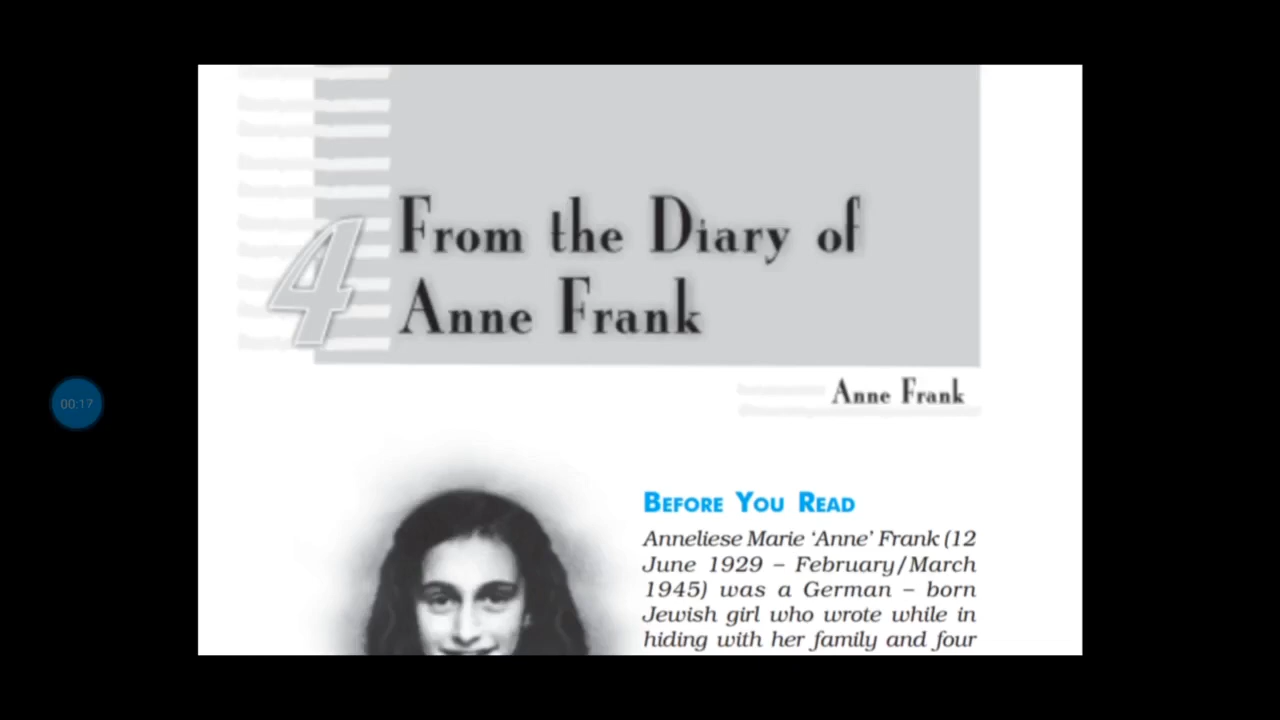 4
From the Diary of
Anne Frank
Anne Frank
00:17
BEFORE YOU READ
Anneliese Marie ‘Anne’ Frank (12
June 1929 – February/March
1945) was a German – born
Jewish girl who wrote while in
hiding with her family and four